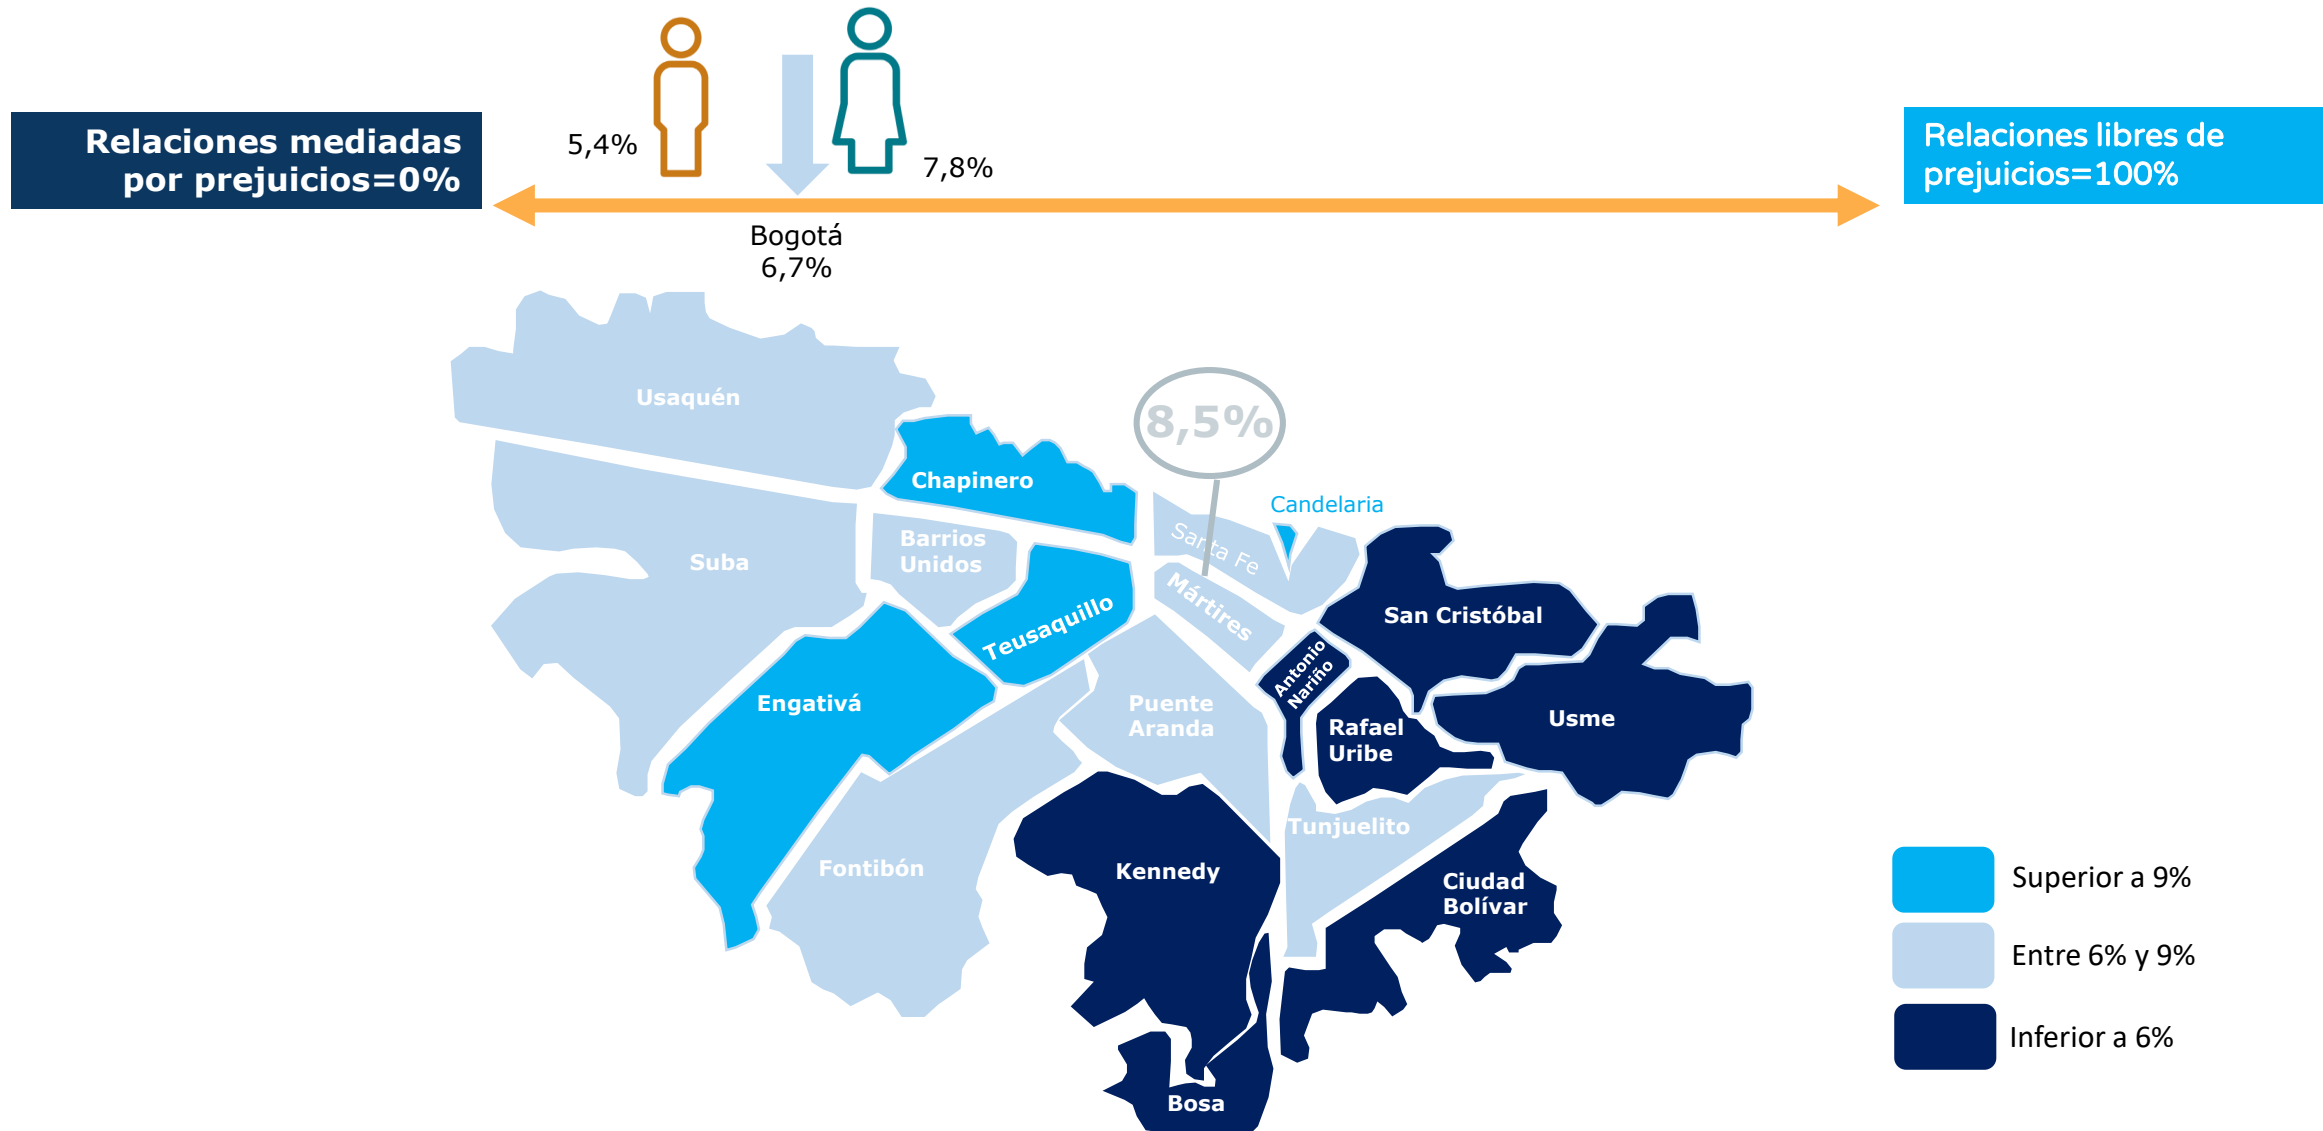 Relaciones mediadas
por prejuicios=0%
5,4%
7,8%
Relaciones libres de
prejuicios=100%
Bogotá
6,7%
Usaquén
8,5%
Chapinero
Candelaria
Santa Fe
Barrios
Unidos
Suba
Mártires
Teusaquillo
San Cristóbal
Antonio
Nariño
Engativá
Puente
Aranda
Rafael
Uribe
Usme
Tunjuelito
Fontibón
Kennedy
Ciudad
Bolívar
Bosa
Superior a 9%
Entre 6% y 9%
Inferior a 6%